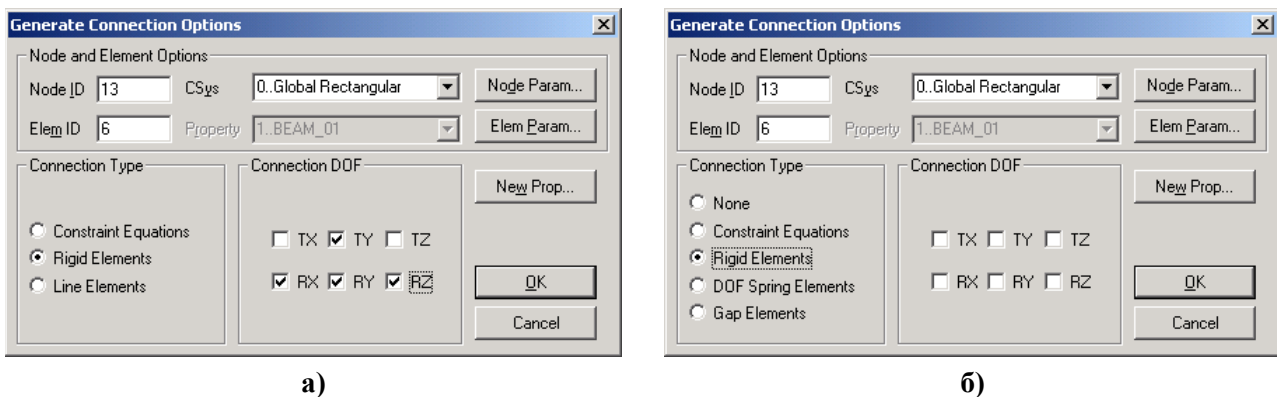 Generate Connection Options
Node and Element Options
Node ID 13 CSys 0..Global Rectangular Node Param...
Elem ID 6 Property 1..BEAM_01 Elem Param...
Connection Type
Constraint Equations
Rigid Elements
Line Elements
Connection DOF
TX TY TZ
RX RY RZ
New Prop...
OK
Cancel
а)
Generate Connection Options
Node and Element Options
Node ID 13 CSys 0..Global Rectangular Node Param...
Elem ID 6 Property 1..BEAM_01 Elem Param...
Connection Type
None
Constraint Equations
Rigid Elements
DOF Spring Elements
Gap Elements
Connection DOF
TX TY TZ
RX RY RZ
New Prop...
OK
Cancel
б)